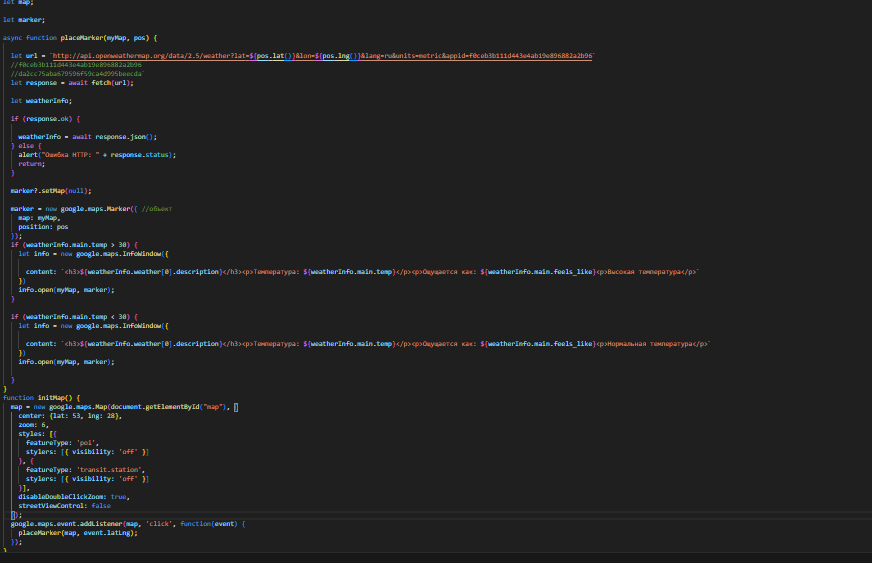 let map;
let marker;
async function placeMarker(myMap, pos) {
let url = `http://api.openweathermap.org/data/2.5/weather?lat=${pos.lat()}&lon=${pos.lng()}&lang=ru&units=metric&appid=f0ceb3b111d443e4ab19e896882a2b96`
//f0ceb3b111d443e4ab19e896882a2b96
//da2cc75aba679596f59ca4d995beecda`
let response = await fetch(url);
let weatherInfo;
if (response.ok) {
weatherInfo = await response.json();
} else {
alert("Ошибка HTTP: " + response.status);
return;
}
marker?.setMap(null);
marker = new google.maps.Marker({ //объект
map: myMap,
position: pos
});
if (weatherInfo.main.temp > 30) {
let info = new google.maps.InfoWindow({
content: `<h3>${weatherInfo.weather[0].description}</h3><p>Температура: ${weatherInfo.main.temp}</p><p>Ощущается как: ${weatherInfo.main.feels_like}<p>Высокая температура</p>`
})
info.open(myMap, marker);
}
if (weatherInfo.main.temp < 30) {
let info = new google.maps.InfoWindow({
content: `<h3>${weatherInfo.weather[0].description}</h3><p>Температура: ${weatherInfo.main.temp}</p><p>Ощущается как: ${weatherInfo.main.feels_like}<p>Нормальная температура</p>`
})
info.open(myMap, marker);
}
}
function initMap() {
map = new google.maps.Map(document.getElementById("map"), {
center: {lat: 53, lng: 28},
zoom: 6,
styles: [{
featureType: 'poi',
stylers: [{ visibility: 'off' }]
}, {
featureType: 'transit.station',
stylers: [{ visibility: 'off' }]
}],
disableDoubleClickZoom: true,
streetViewControl: false
});
google.maps.event.addListener(map, 'click', function(event) {
placeMarker(map, event.latLng);
});
}